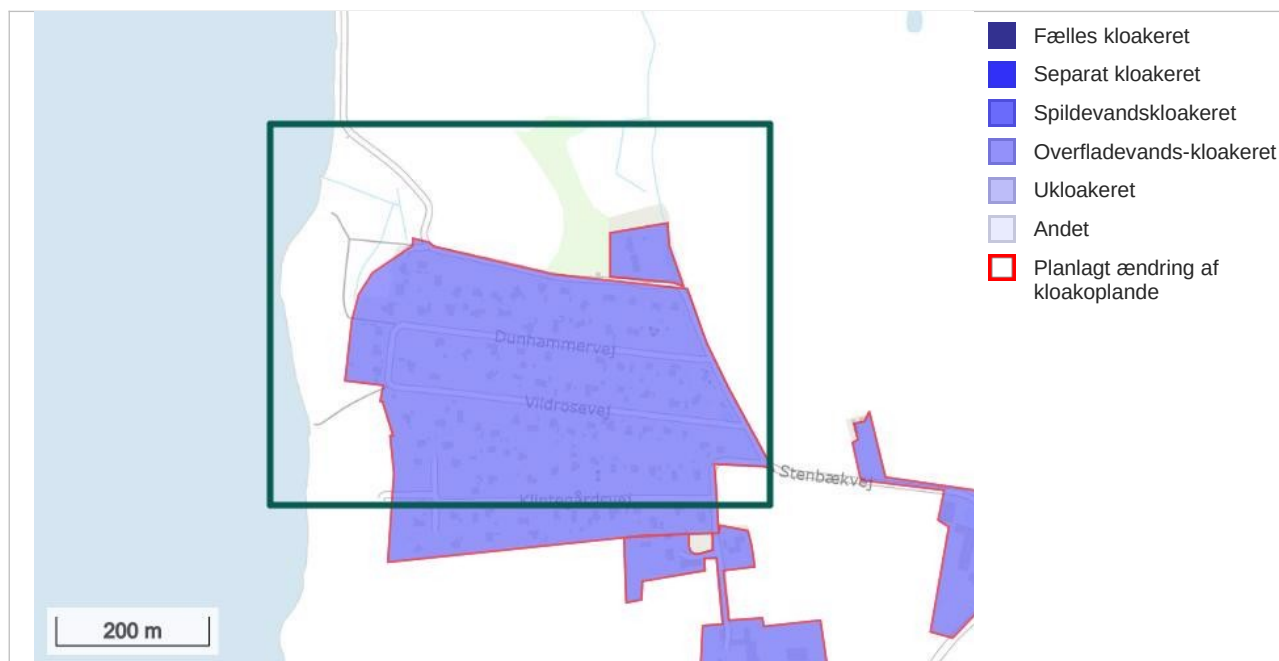 Fælles kloakeret
Separat kloakeret
Spildevandskloakeret
Overfladevands-kloakeret
Ukloakeret
Andet
Planlagt ændring af
kloakoplande
Dunhammervej
Vildrosevej
Stenbækvej
Klintegårdsvej
200 m